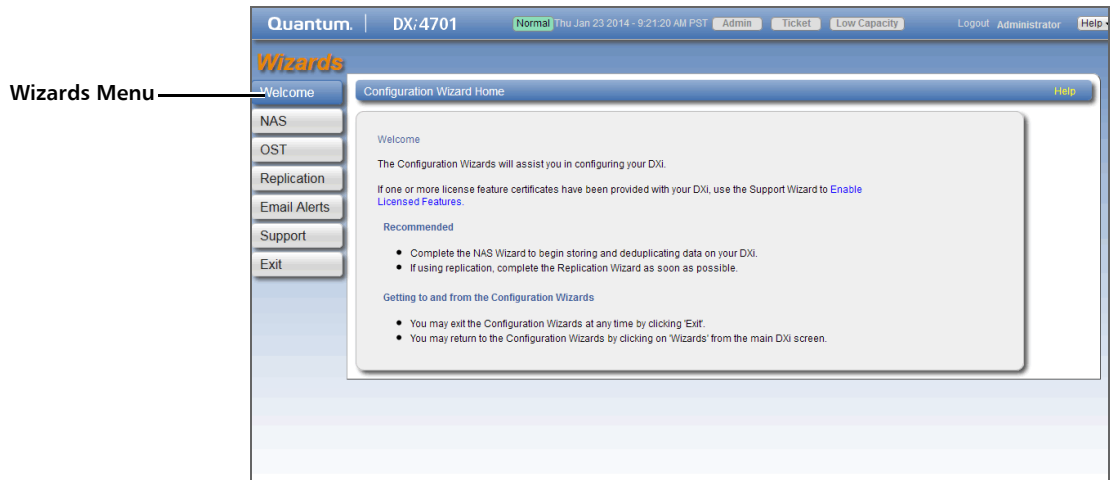 Quantum. DXi4701 Normal Thu Jan 23 2014 - 9:21:20 AM PST Admin Ticket Low Capacity Logout Administrator Help
Wizards
Wizards Menu
Welcome
Configuration Wizard Home Help
NAS
OST
Replication
Email Alerts
Support
Exit
Welcome
The Configuration Wizards will assist you in configuring your DXi.
If one or more license feature certificates have been provided with your DXi, use the Support Wizard to Enable
Licensed Features.
Recommended
• Complete the NAS Wizard to begin storing and deduplicating data on your DXi.
• If using replication, complete the Replication Wizard as soon as possible.
Getting to and from the Configuration Wizards
• You may exit the Configuration Wizards at any time by clicking 'Exit'.
• You may return to the Configuration Wizards by clicking on 'Wizards' from the main DXi screen.